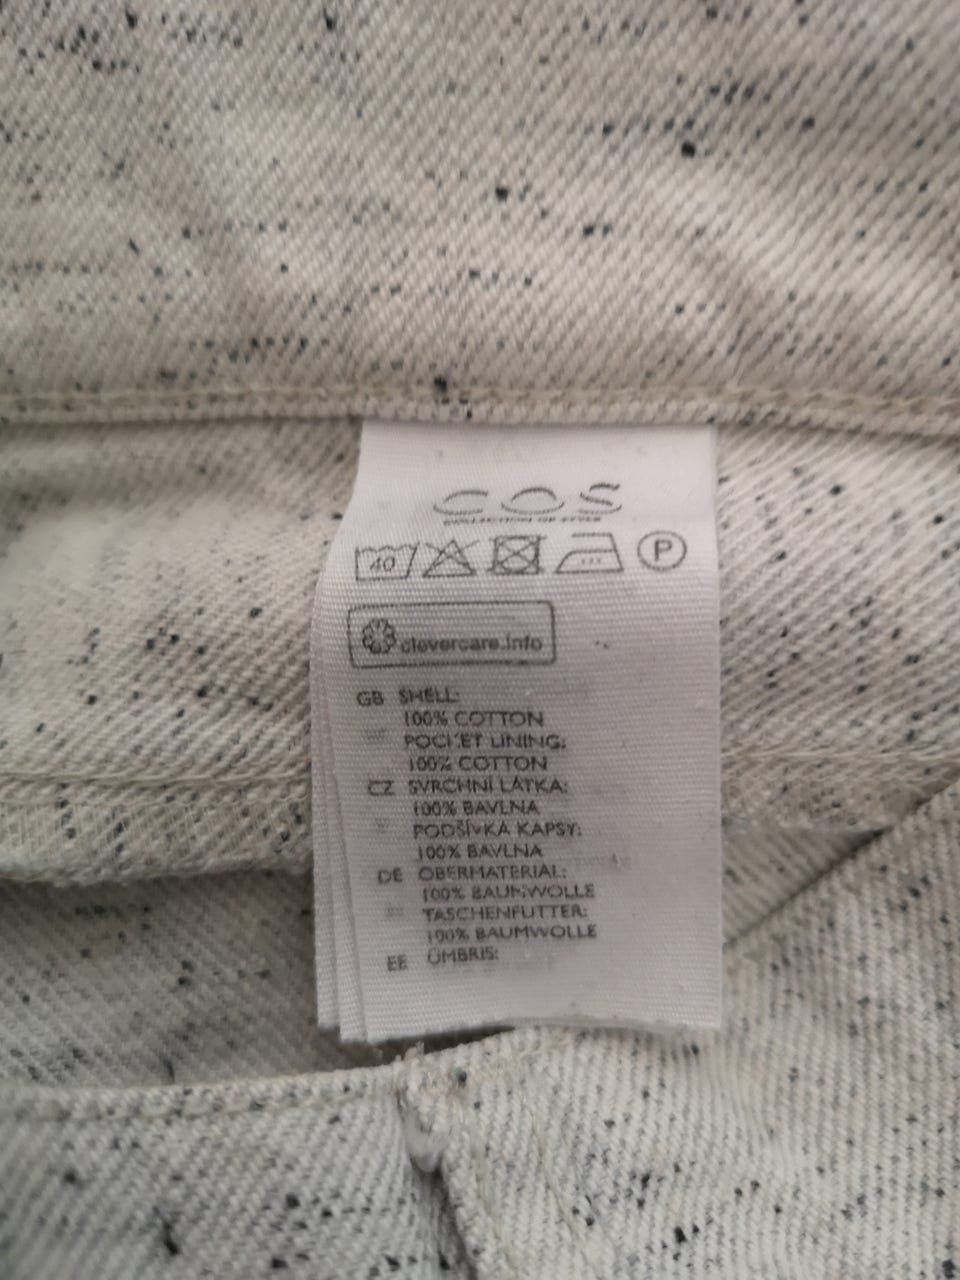 COS
COLLECTION OF STYLE
40 P
clevercare.info
GB SHELL:
100% COTTON
POCKET LINING:
100% COTTON
CZ SVRCHNÍ LÁTKA:
100% BAVLNA
PODŠÍVKA KAPSY:
100% BAVLNA
DE OBERMATERIAL:
100% BAUMWOLLE
TASCHENFUTTER:
100% BAUMWOLLE
EE ÜMBRIS: